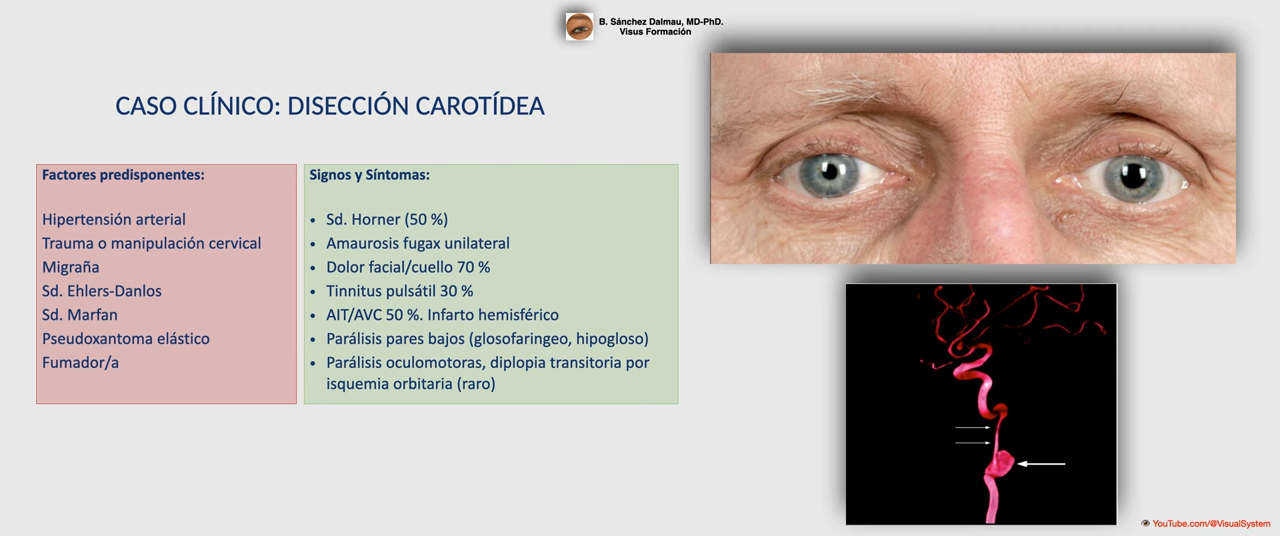 B. Sánchez Dalmau, MD-PhD.
Visus Formación
CASO CLÍNICO: DISECCIÓN CAROTÍDEA
Factores predisponentes:
Hipertensión arterial
Trauma o manipulación cervical
Migraña
Sd. Ehlers-Danlos
Sd. Marfan
Pseudoxantoma elástico
Fumador/a
Signos y Síntomas:
• Sd. Horner (50 %)
• Amaurosis fugax unilateral
• Dolor facial/cuello 70 %
• Tinnitus pulsátil 30 %
• AIT/AVC 50 %. Infarto hemisférico
• Parálisis pares bajos (glosofaringeo, hipogloso)
• Parálisis oculomotoras, diplopia transitoria por
isquemia orbitaria (raro)
YouTube.com/@VisualSystem